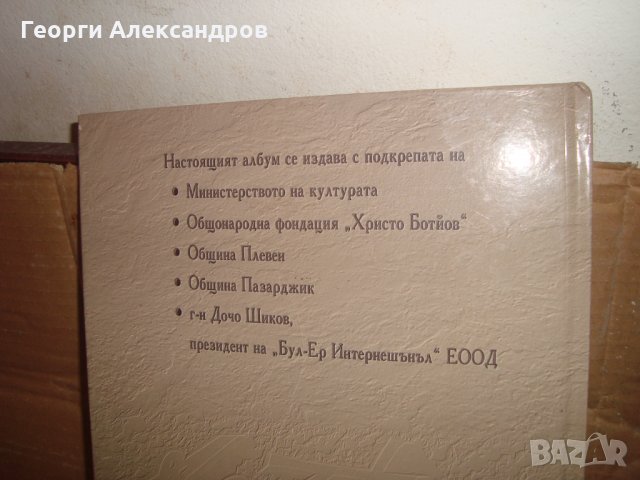 Георги Александров
Настоящият албум се издава с подкрепата на
• Министерството на културата
• Общонародна фондация „Христо Ботйов“
• Община Плевен
• Община Пазарджик
• г-н Дочо Шиков,
президент на „Бул-Ер Интернешънъл“ ЕООД
BAZAR